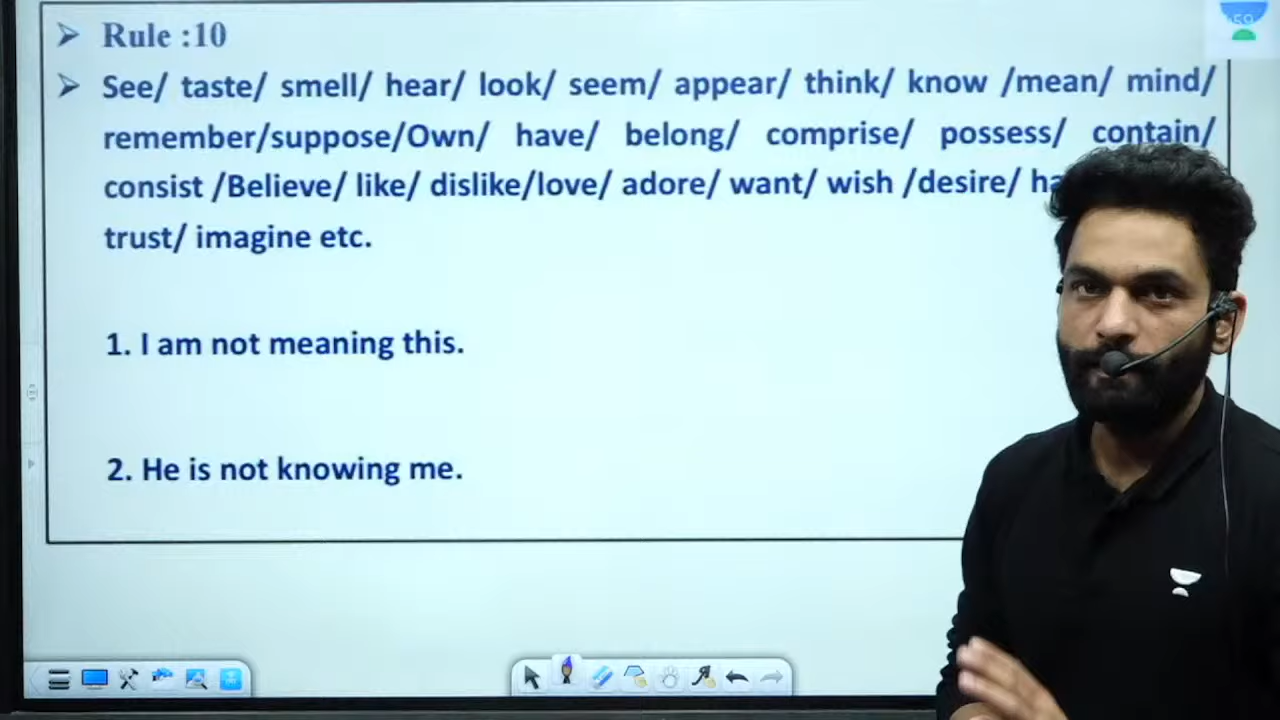 Rule :10
See/ taste/ smell/ hear/ look/ seem/ appear/ think/ know /mean/ mind/
remember/suppose/Own/ have/ belong/ comprise/ possess/ contain/
consist /Believe/ like/ dislike/love/ adore/ want/ wish /desire/
trust/ imagine etc.
1. I am not meaning this.
2. He is not knowing me.